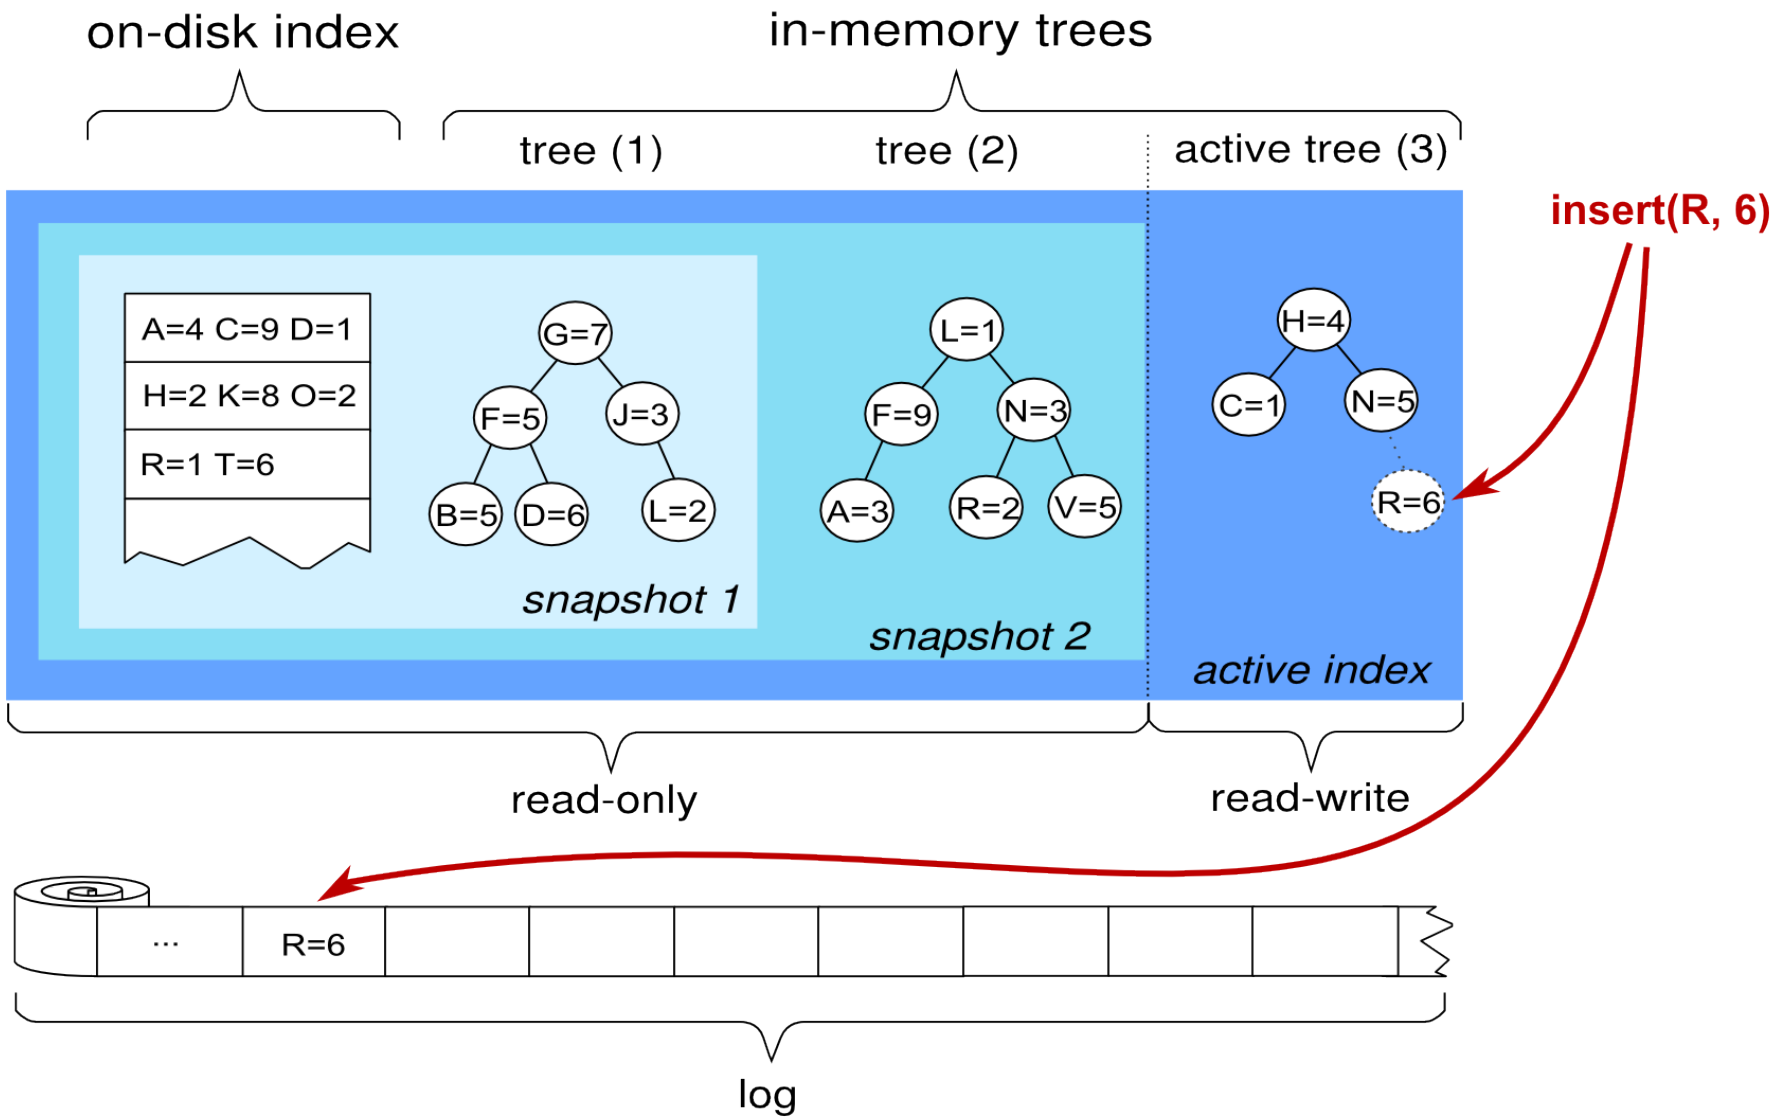 on-disk index
in-memory trees
tree (1)
tree (2)
active tree (3)
insert(R, 6)
A=4 C=9 D=1
H=2 K=8 O=2
R=1 T=6
G=7
F=5
J=3
B=5
D=6
L=2
snapshot 1
L=1
F=9
N=3
A=3
R=2
V=5
snapshot 2
H=4
C=1
N=5
R=6
active index
read-only
read-write
...
R=6
log